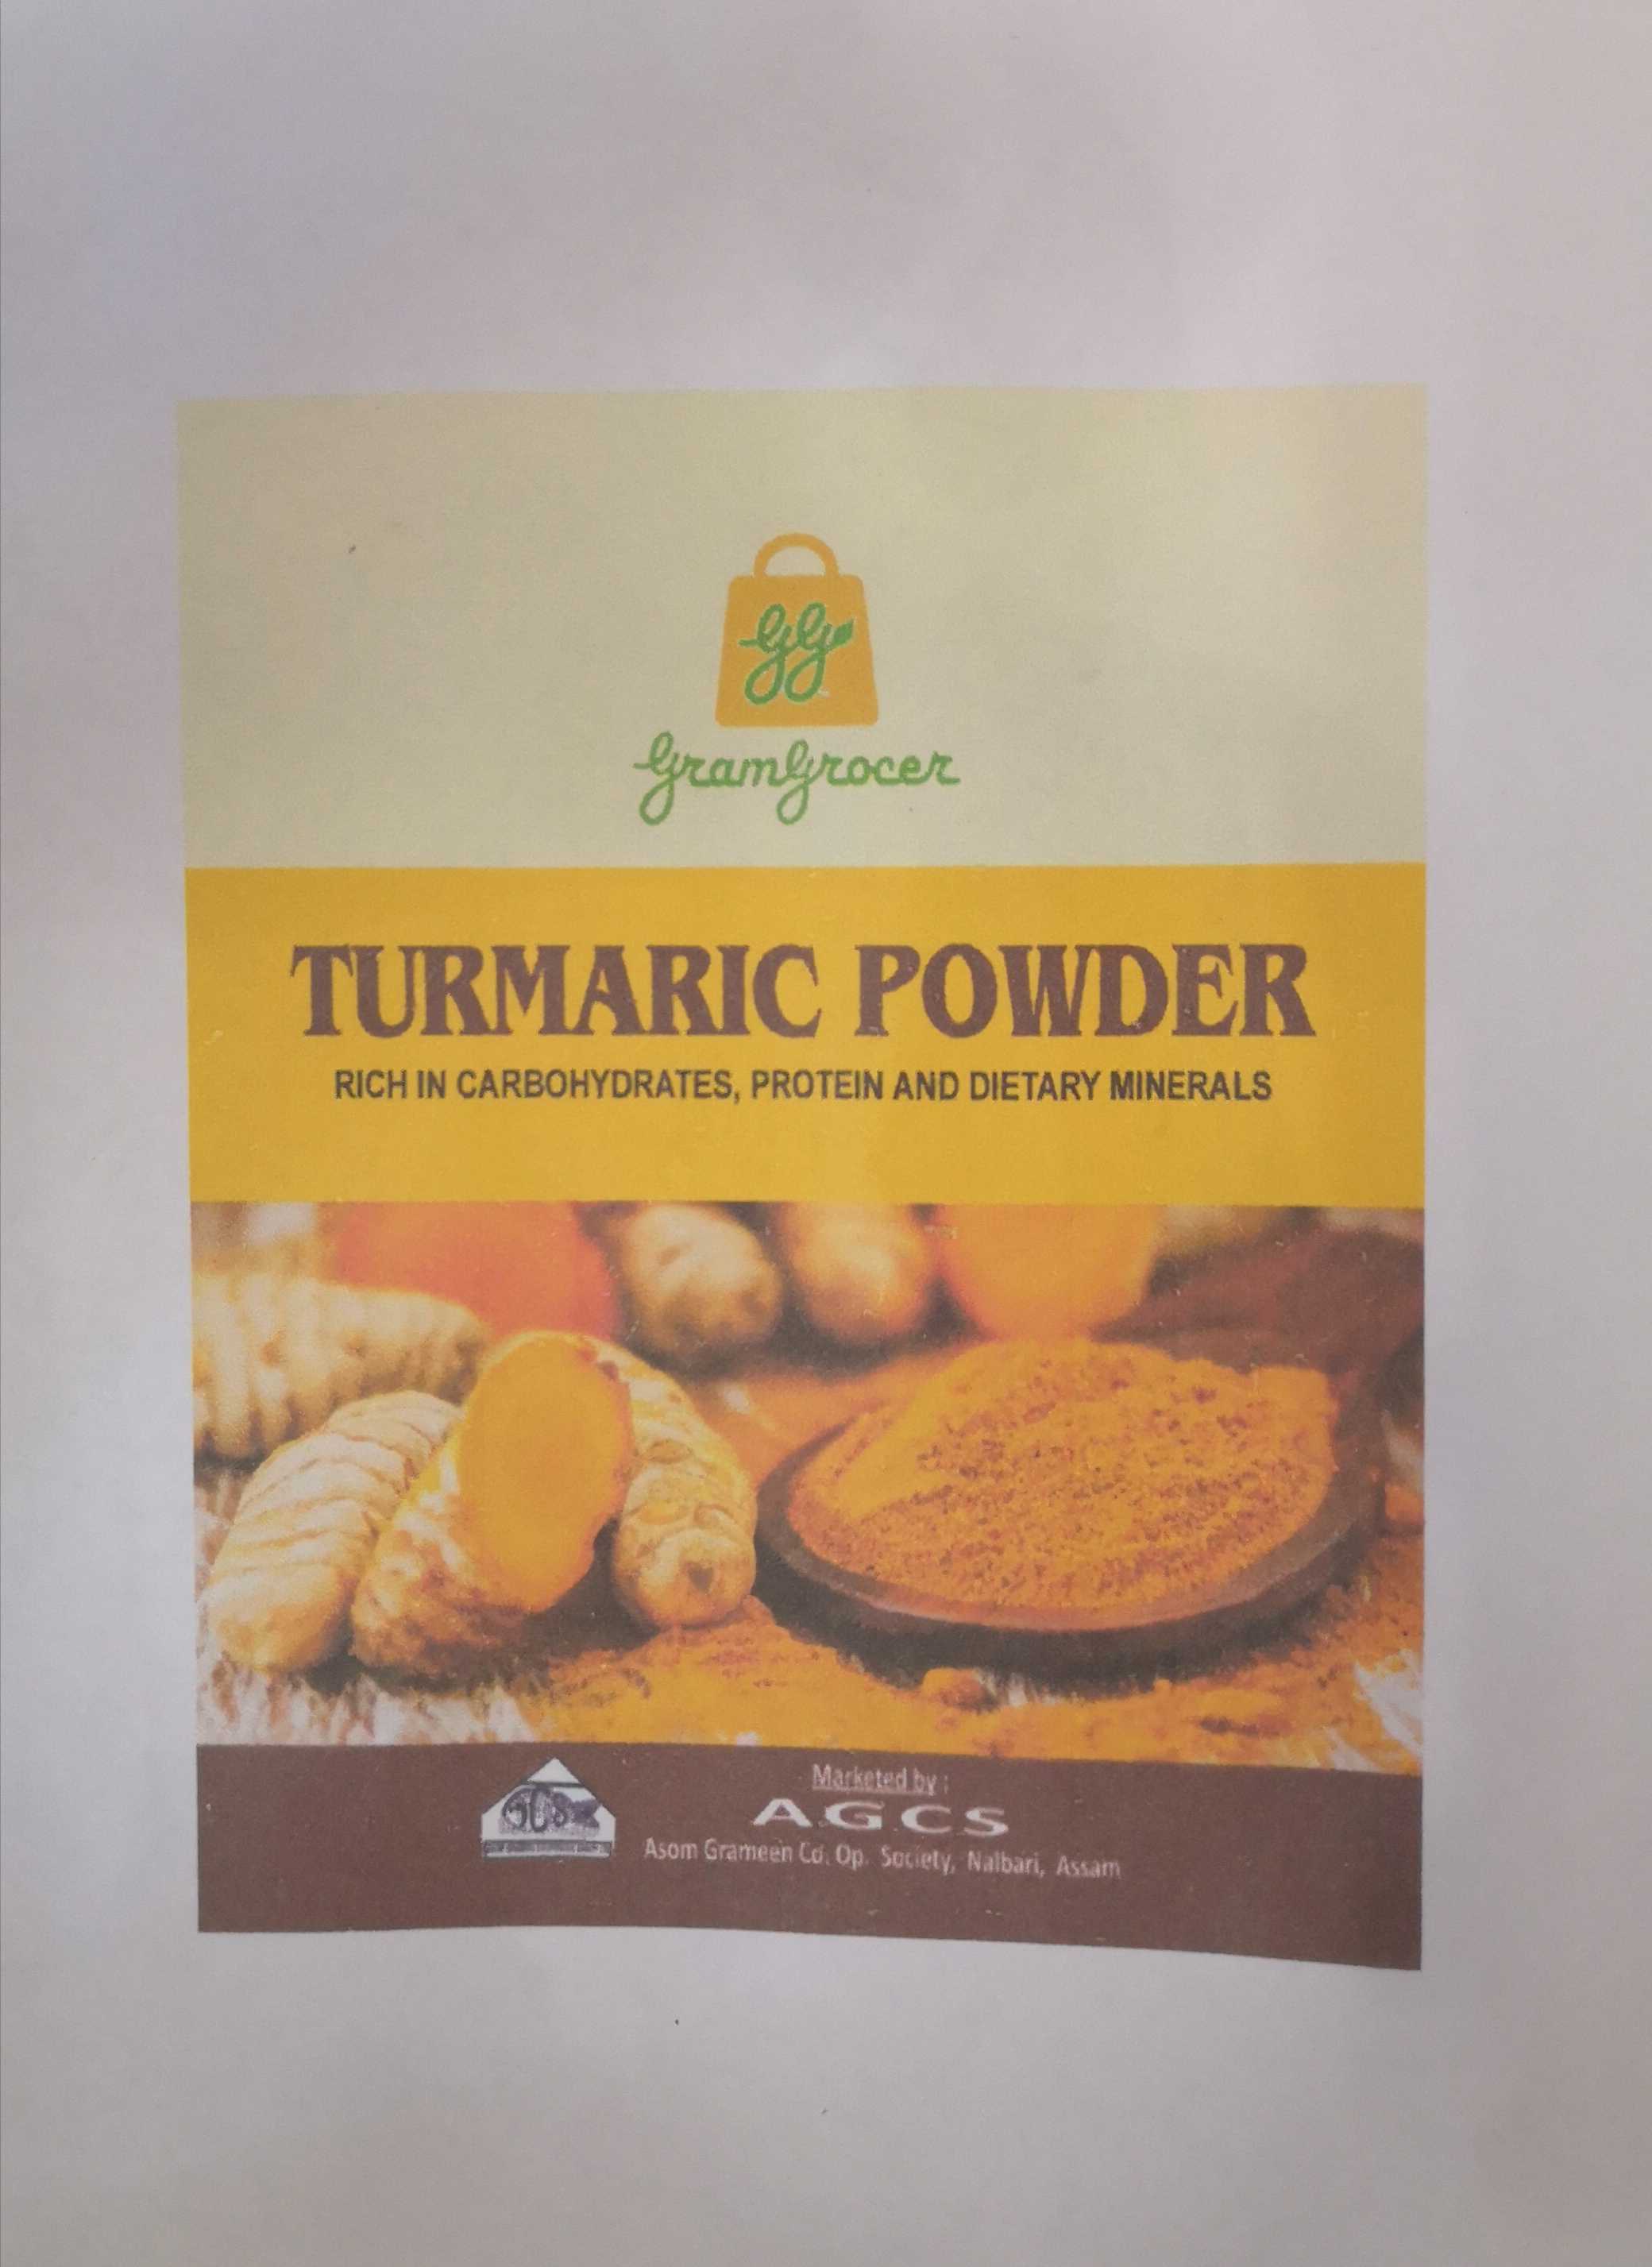 GG
GramGrocer
TURMARIC POWDER
RICH IN CARBOHYDRATES, PROTEIN AND DIETARY MINERALS
Marketed by :
A.G.C.S
Asom Grameen Co. Op. Society, Nalbari, Assam